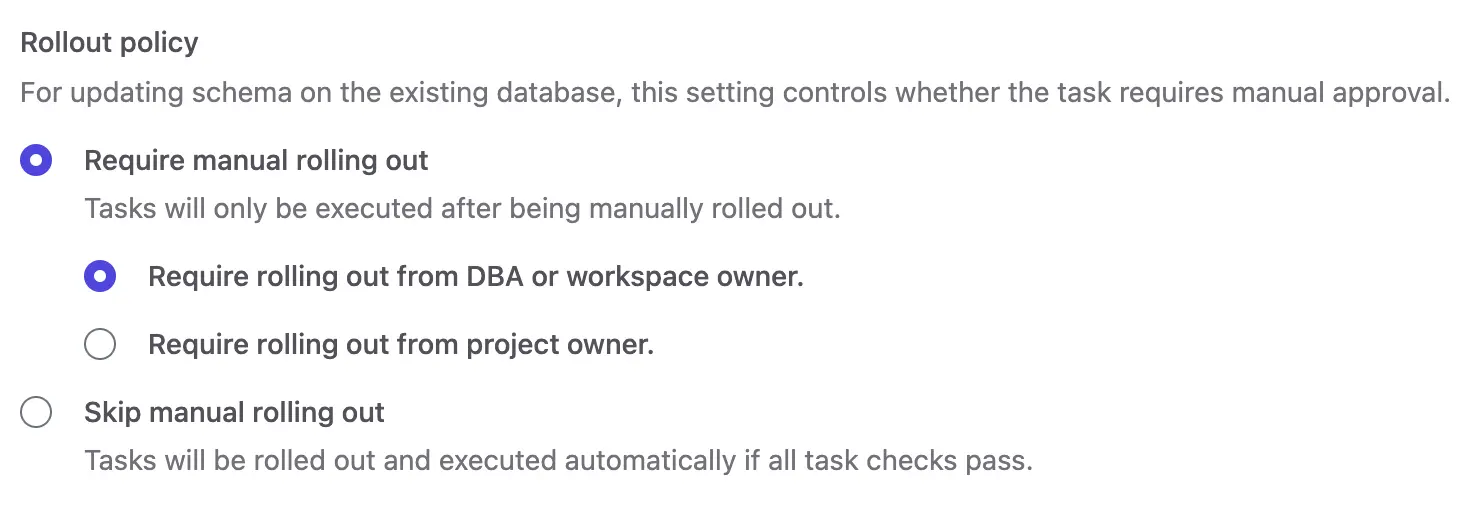 Rollout policy
For updating schema on the existing database, this setting controls whether the task requires manual approval.
Require manual rolling out
Tasks will only be executed after being manually rolled out.
Require rolling out from DBA or workspace owner.
Require rolling out from project owner.
Skip manual rolling out
Tasks will be rolled out and executed automatically if all task checks pass.